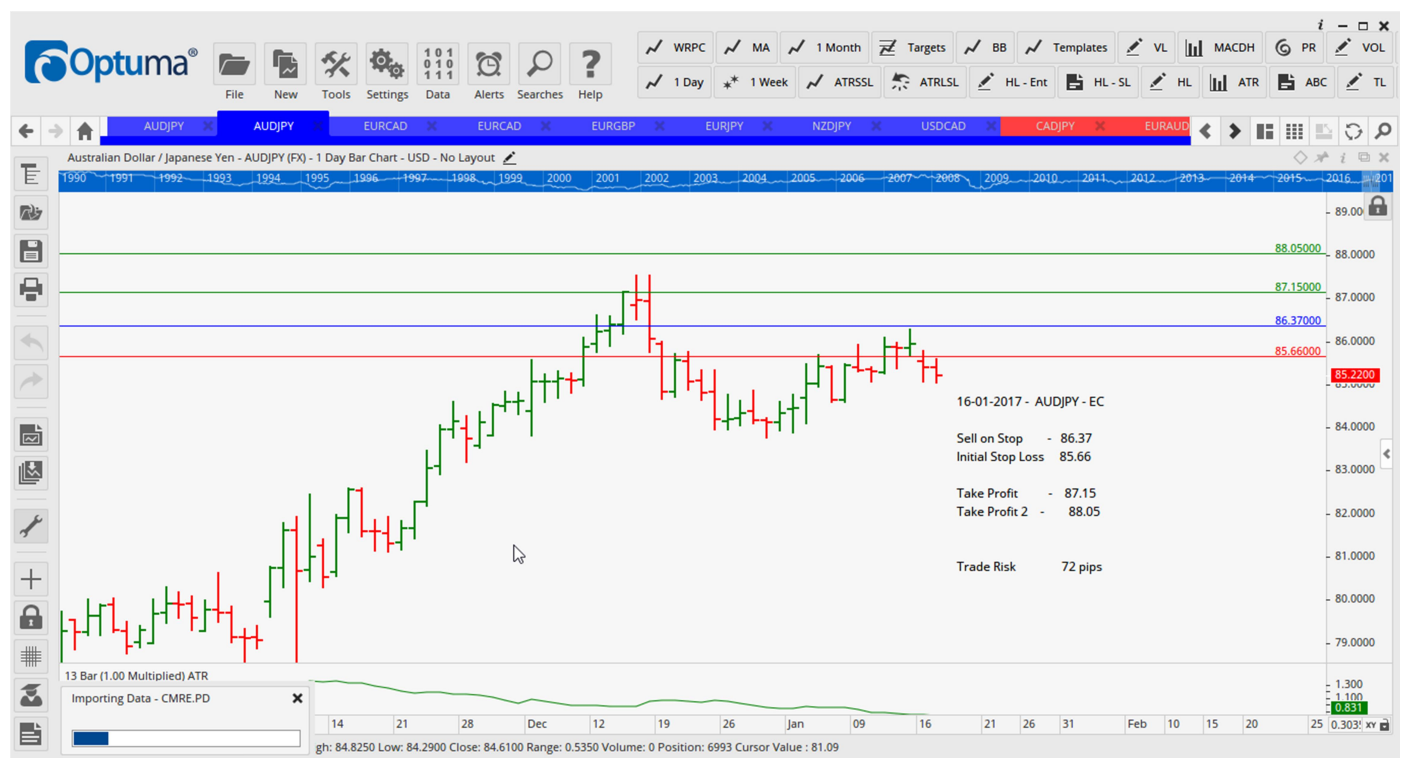 i
Optuma®
File New Tools Settings Data Alerts Searches Help
101
010
111
WRPC MA 1 Month Targets BB Templates VL MACDH PR VOL
1 Day 1 Week ATRSSL ATRLSL HL - Ent HL - SL HL ATR ABC TL
AUDJPY AUDJPY EURCAD EURCAD EURGBP EURJPY NZDJPY USDCAD CADJPY EURAUD
Australian Dollar / Japanese Yen - AUDJPY (FX) - 1 Day Bar Chart - USD - No Layout
1990 1991 1992 1993 1994 1995 1996 1997 1998 1999 2000 2001 2002 2003 2004 2005 2006 2007 2008 2009 2010 2011 2012 2013 2014 2015 2016 201
89.00
88.05000
88.0000
87.15000
87.0000
86.37000
86.0000
85.66000
85.2200
85.0000
16-01-2017 - AUDJPY - EC
84.0000
Sell on Stop - 86.37
Initial Stop Loss 85.66
83.0000
Take Profit - 87.15
Take Profit 2 - 88.05
82.0000
81.0000
Trade Risk 72 pips
80.0000
79.0000
13 Bar (1.00 Multiplied) ATR
1.300
1.100
0.831
Importing Data - CMRE.PD
14 21 28 Dec 12 19 26 Jan 09 16 21 26 31 Feb 10 15 20 25 0.303 XY
gh: 84.8250 Low: 84.2900 Close: 84.6100 Range: 0.5350 Volume: 0 Position: 6993 Cursor Value : 81.09